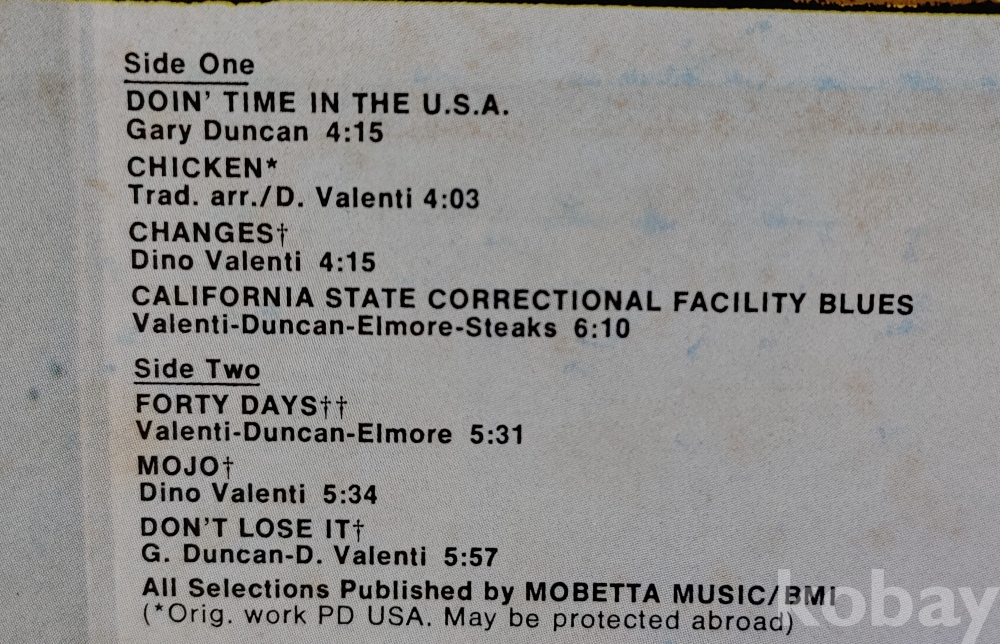 Side One
DOIN' TIME IN THE U.S.A.
Gary Duncan 4:15
CHICKEN*
Trad. arr./D. Valenti 4:03
CHANGES†
Dino Valenti 4:15
CALIFORNIA STATE CORRECTIONAL FACILITY BLUES
Valenti-Duncan-Elmore-Steaks 6:10
Side Two
FORTY DAYS††
Valenti-Duncan-Elmore 5:31
MOJO†
Dino Valenti 5:34
DON'T LOSE IT†
G. Duncan-D. Valenti 5:57
All Selections Published by MOBETTA MUSIC/BMI
(*Orig. work PD USA. May be protected abroad)
kobay